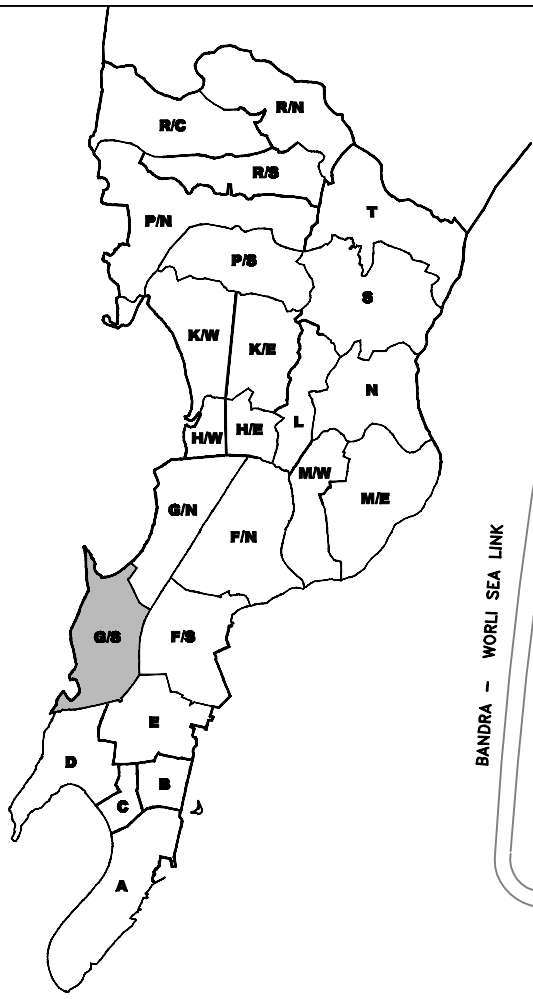 R/N
R/C
R/S
T
P/N
P/S
S
K/W
K/E
N
L
H/E
H/W
M/W
M/E
G/N
F/N
BANDRA – WORLI SEA LINK
G/S
F/S
E
D
B
C
A